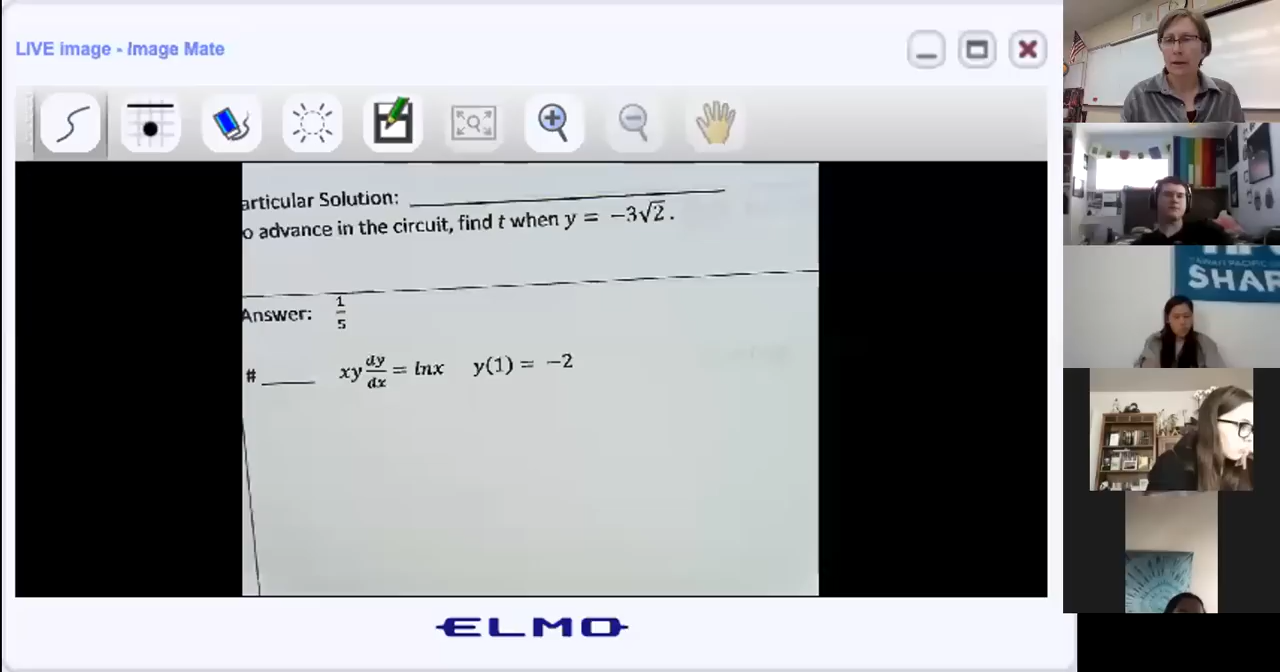 LIVE image - Image Mate
articular Solution:
o advance in the circuit, find t when y = −3√2.
Answer: 1/5
# ____ xy dy/dx = lnx y(1) = −2
ELMO
SHAR